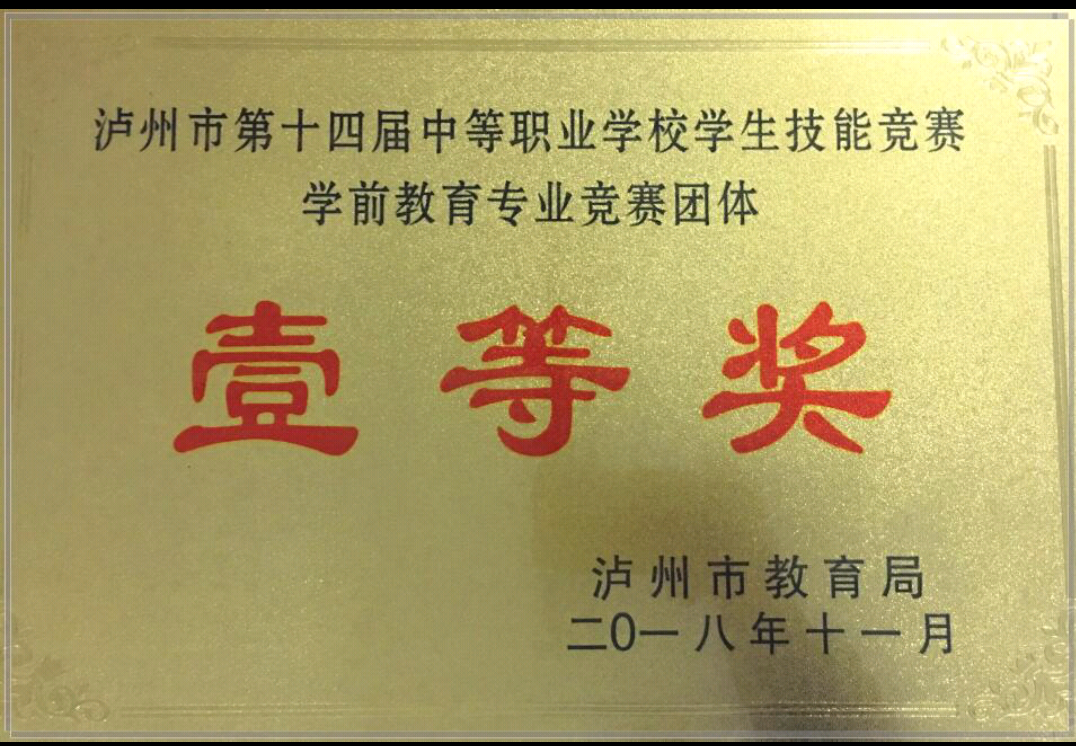 泸州市第十四届中等职业学校学生技能竞赛
学前教育专业竞赛团体
壹等奖
泸州市教育局
二0一八年十一月